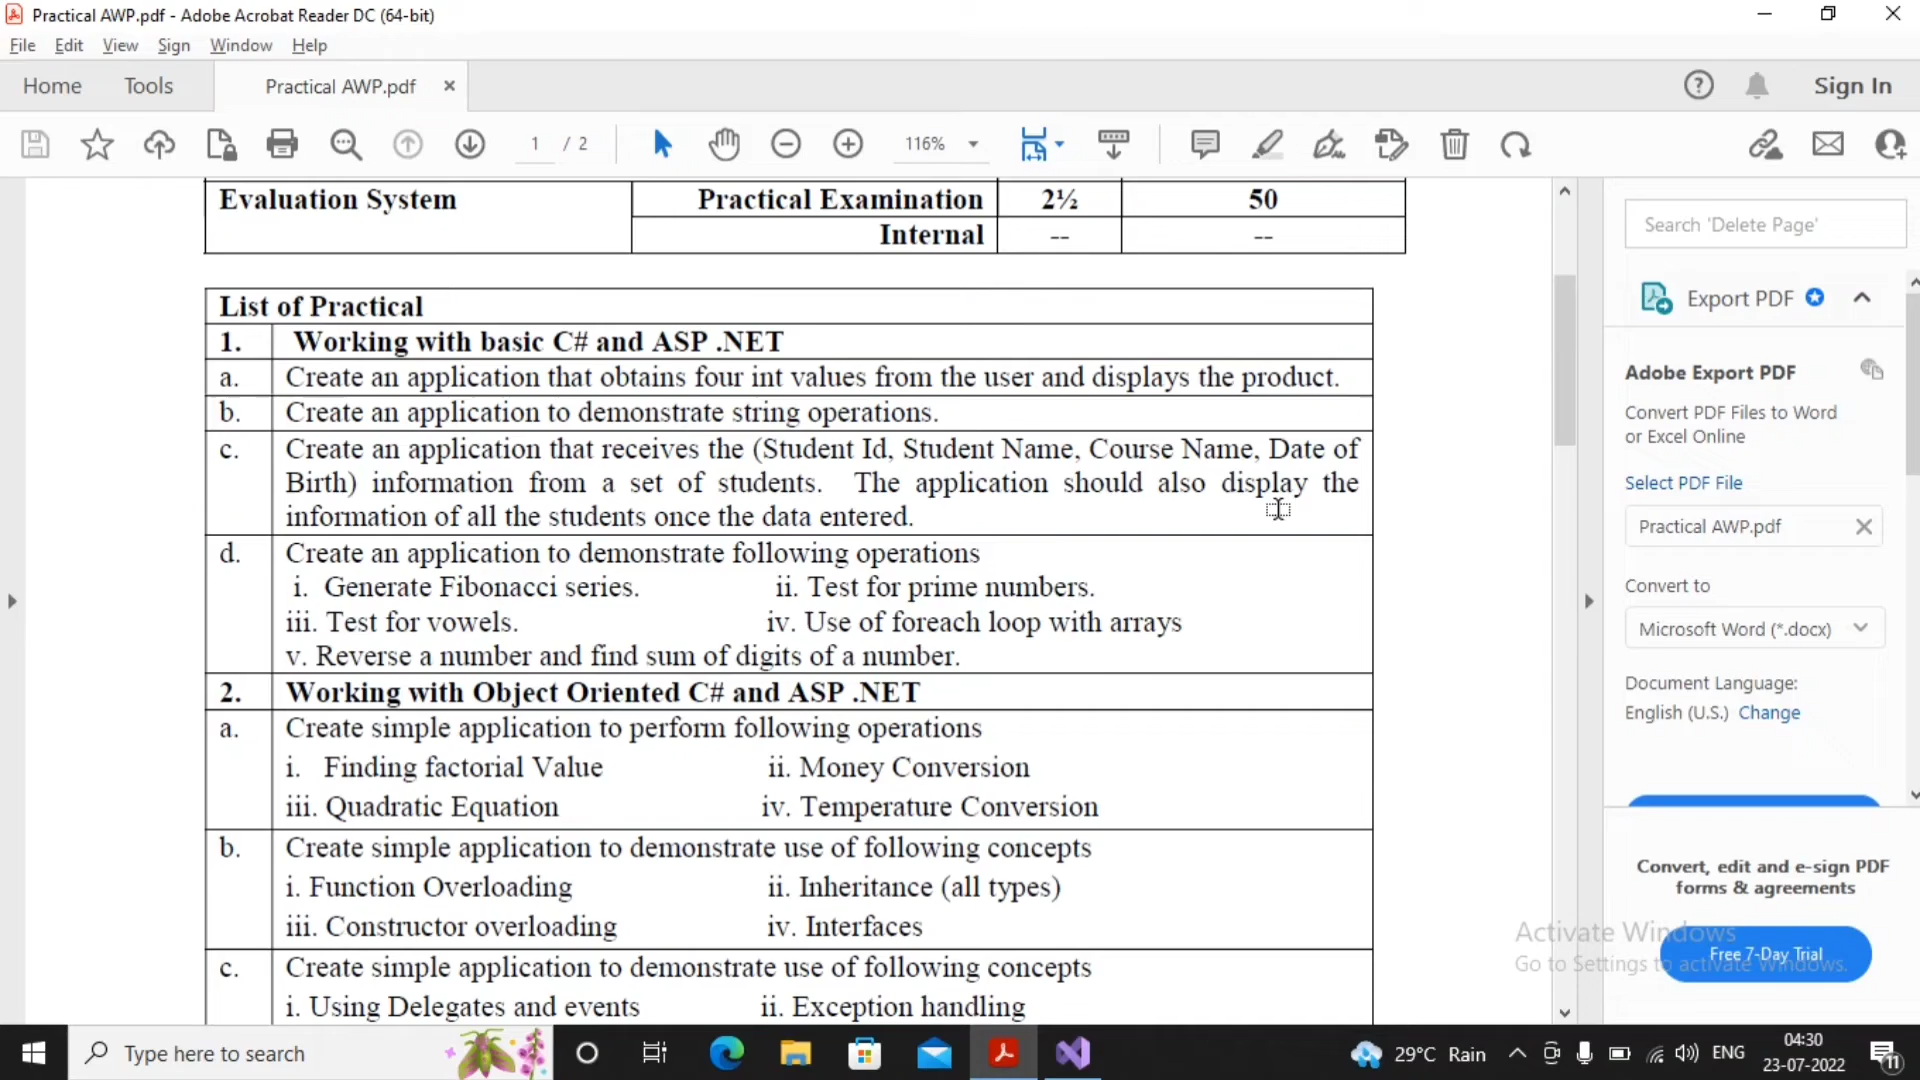 Practical AWP.pdf - Adobe Acrobat Reader DC (64-bit)
File Edit View Sign Window Help
Home Tools Practical AWP.pdf × Sign In
1 / 2 116%
Evaluation System Practical Examination 2½ 50
Internal -- --
List of Practical
1. Working with basic C# and ASP .NET
a. Create an application that obtains four int values from the user and displays the product.
b. Create an application to demonstrate string operations.
c. Create an application that receives the (Student Id, Student Name, Course Name, Date of
Birth) information from a set of students. The application should also display the
information of all the students once the data entered.
d. Create an application to demonstrate following operations
i. Generate Fibonacci series. ii. Test for prime numbers.
iii. Test for vowels. iv. Use of foreach loop with arrays
v. Reverse a number and find sum of digits of a number.
2. Working with Object Oriented C# and ASP .NET
a. Create simple application to perform following operations
i. Finding factorial Value ii. Money Conversion
iii. Quadratic Equation iv. Temperature Conversion
b. Create simple application to demonstrate use of following concepts
i. Function Overloading ii. Inheritance (all types)
iii. Constructor overloading iv. Interfaces
c. Create simple application to demonstrate use of following concepts
i. Using Delegates and events ii. Exception handling
Search 'Delete Page'
Export PDF
Adobe Export PDF
Convert PDF Files to Word
or Excel Online
Select PDF File
Practical AWP.pdf
Convert to
Microsoft Word (*.docx)
Document Language:
English (U.S.) Change
Convert, edit and e-sign PDF
forms & agreements
Free 7-Day Trial
Activate Windows
Go to Settings to activate Windows.
Type here to search
29°C Rain
ENG
04:30
23-07-2022
11